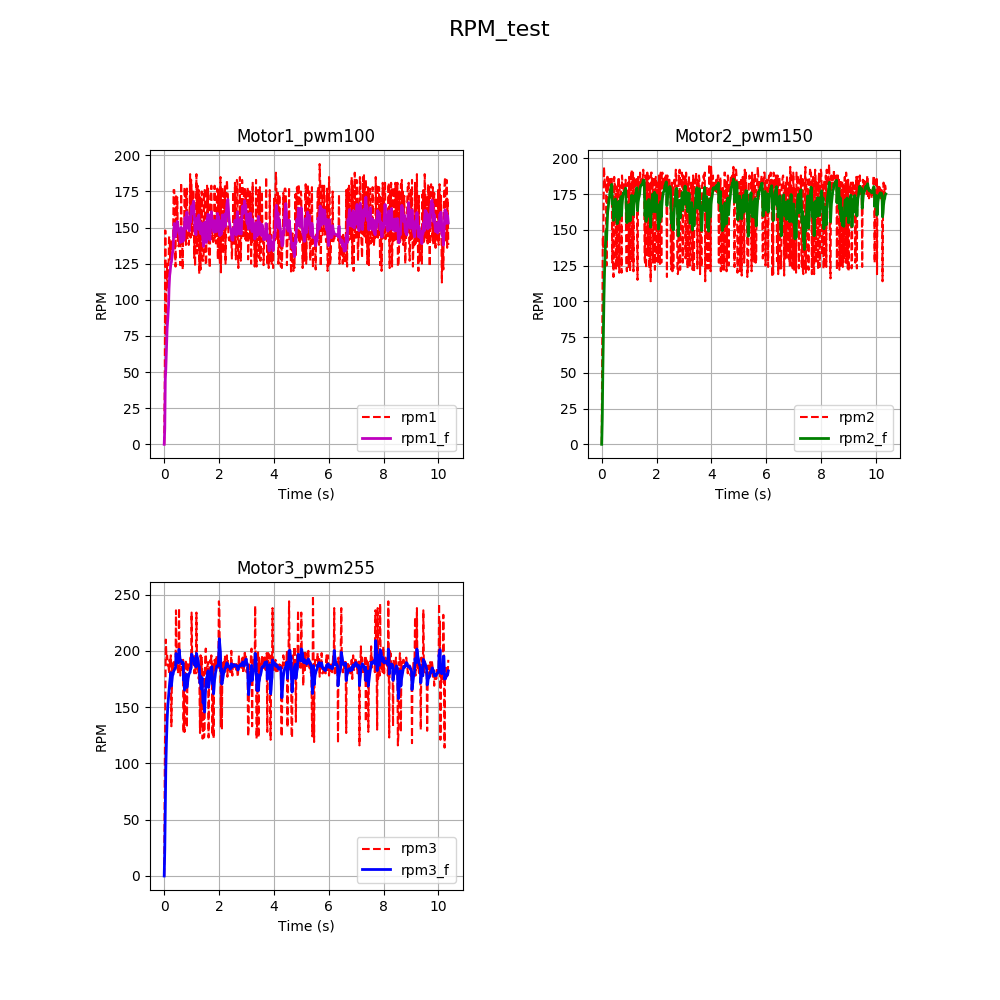 RPM_test
Motor1_pwm100
200
175
150
125
100
75
50
25
0
RPM
rpm1
rpm1_f
0 2 4 6 8 10
Time (s)
Motor2_pwm150
200
175
150
125
100
75
50
25
0
RPM
rpm2
rpm2_f
0 2 4 6 8 10
Time (s)
Motor3_pwm255
250
200
150
100
50
0
RPM
rpm3
rpm3_f
0 2 4 6 8 10
Time (s)